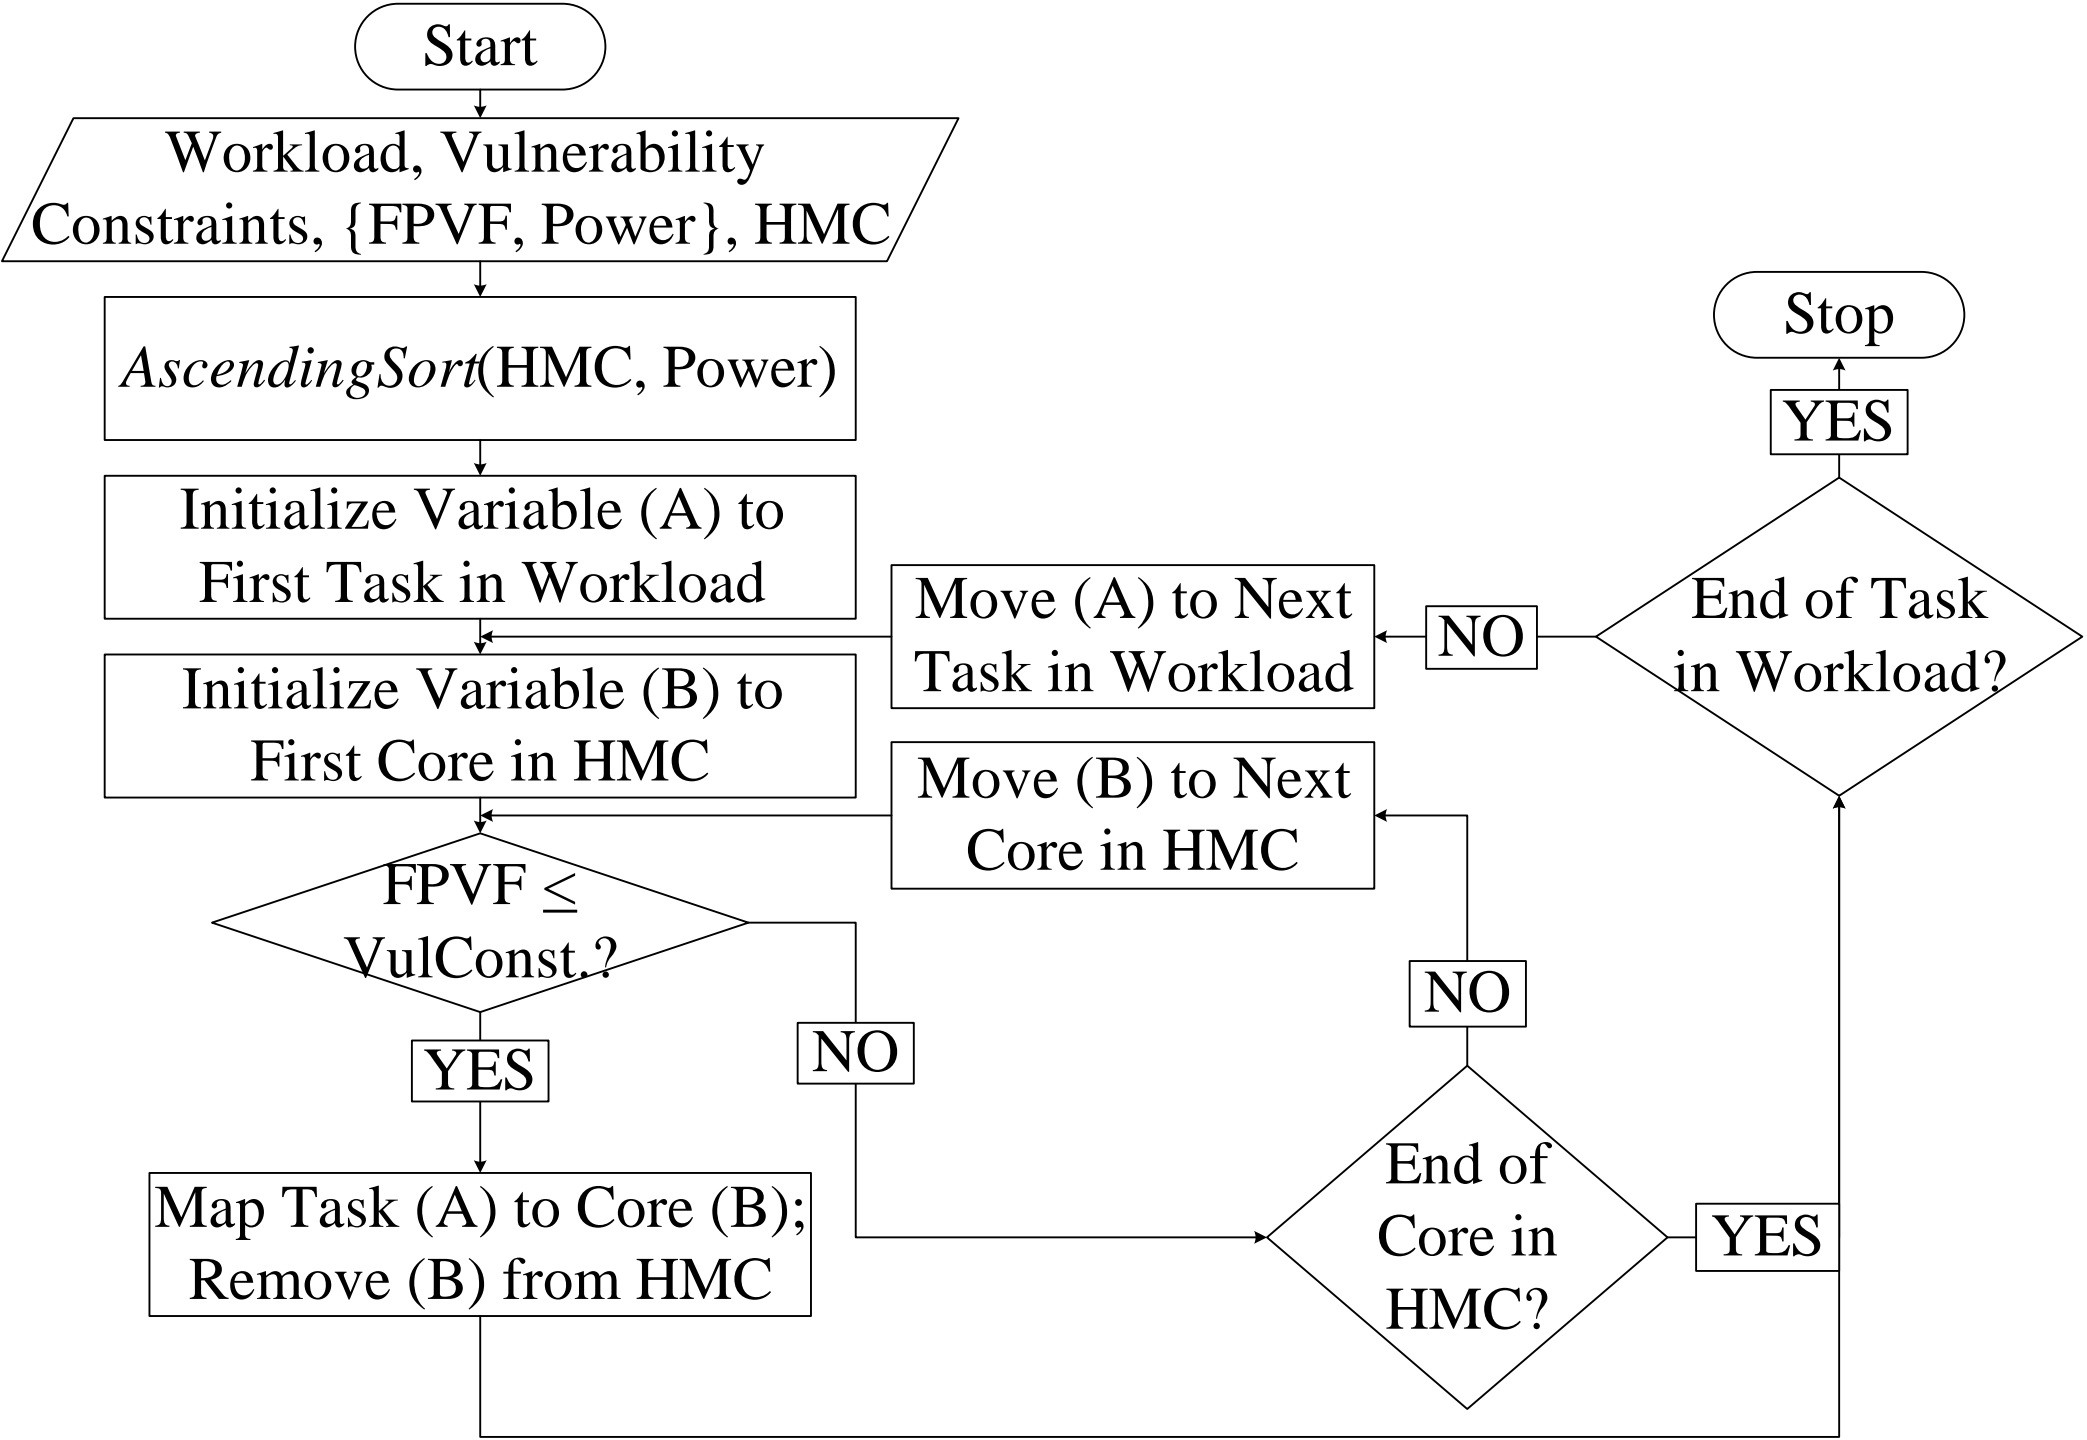 Start
Workload, Vulnerability
Constraints, {FPVF, Power}, HMC
AscendingSort(HMC, Power)
Initialize Variable (A) to
First Task in Workload
Initialize Variable (B) to
First Core in HMC
FPVF ≤
VulConst.?
YES
NO
Map Task (A) to Core (B);
Remove (B) from HMC
Move (A) to Next
Task in Workload
Move (B) to Next
Core in HMC
NO
End of
Core in
HMC?
YES
NO
End of Task
in Workload?
YES
Stop